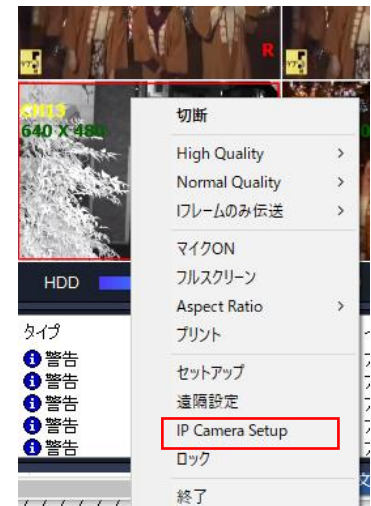 R
CH13
640 X 480
切断
High Quality
Normal Quality
Iフレームのみ伝送
HDD
マイクON
フルスクリーン
Aspect Ratio
プリント
タイプ
警告
警告
警告
警告
警告
セットアップ
遠隔設定
IP Camera Setup
ロック
終了